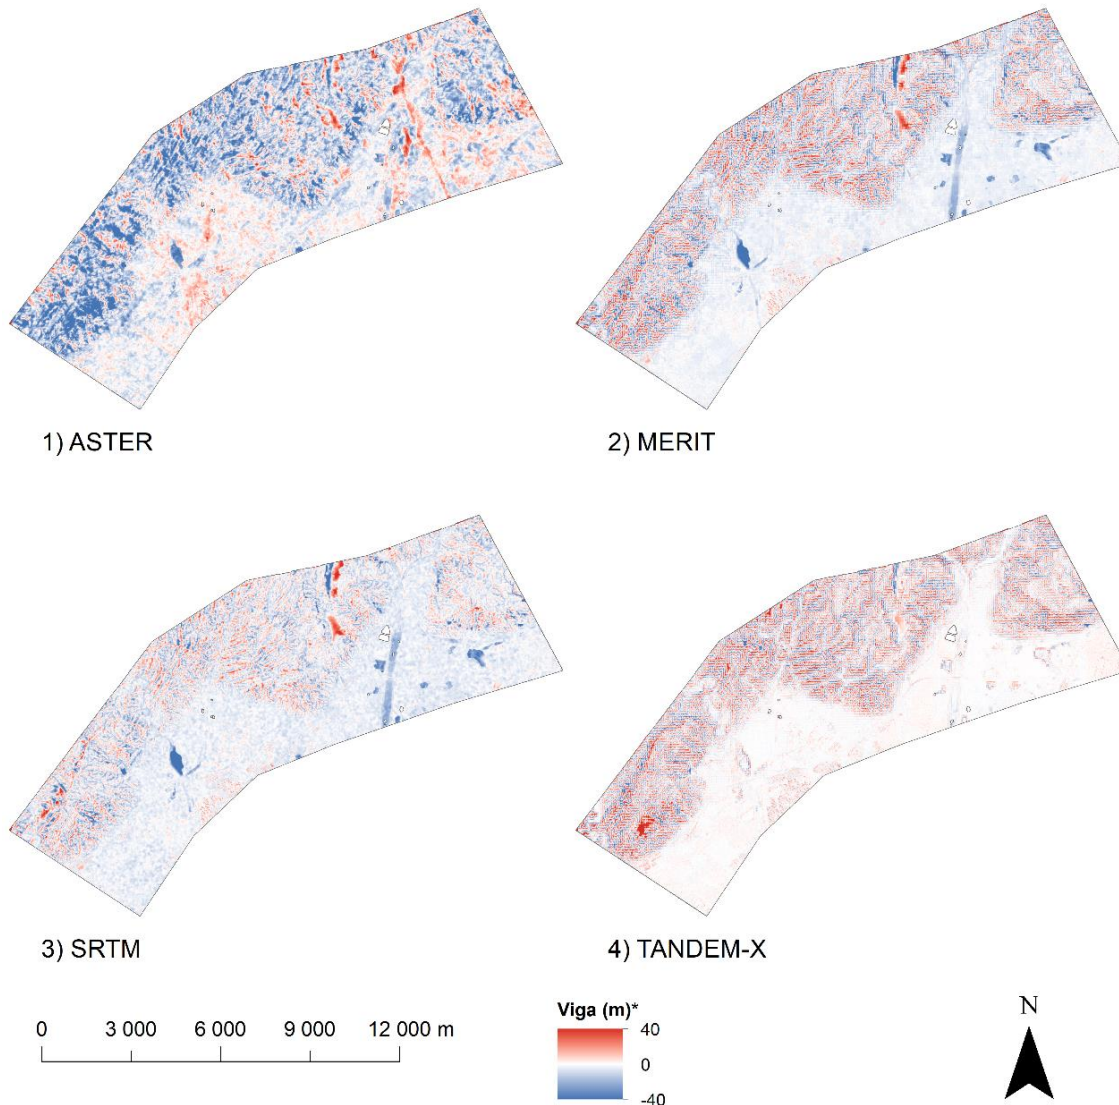 1) ASTER
2) MERIT
3) SRTM
4) TANDEM-X
0 3 000 6 000 9 000 12 000 m
Viga (m)*
40
0
-40
N